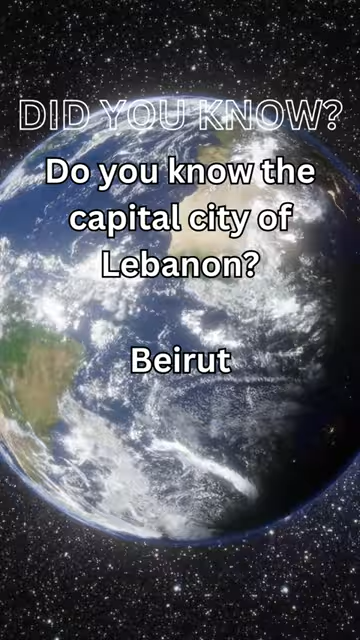 DID YOU KNOW?
Do you know the
capital city of
Lebanon?
Beirut